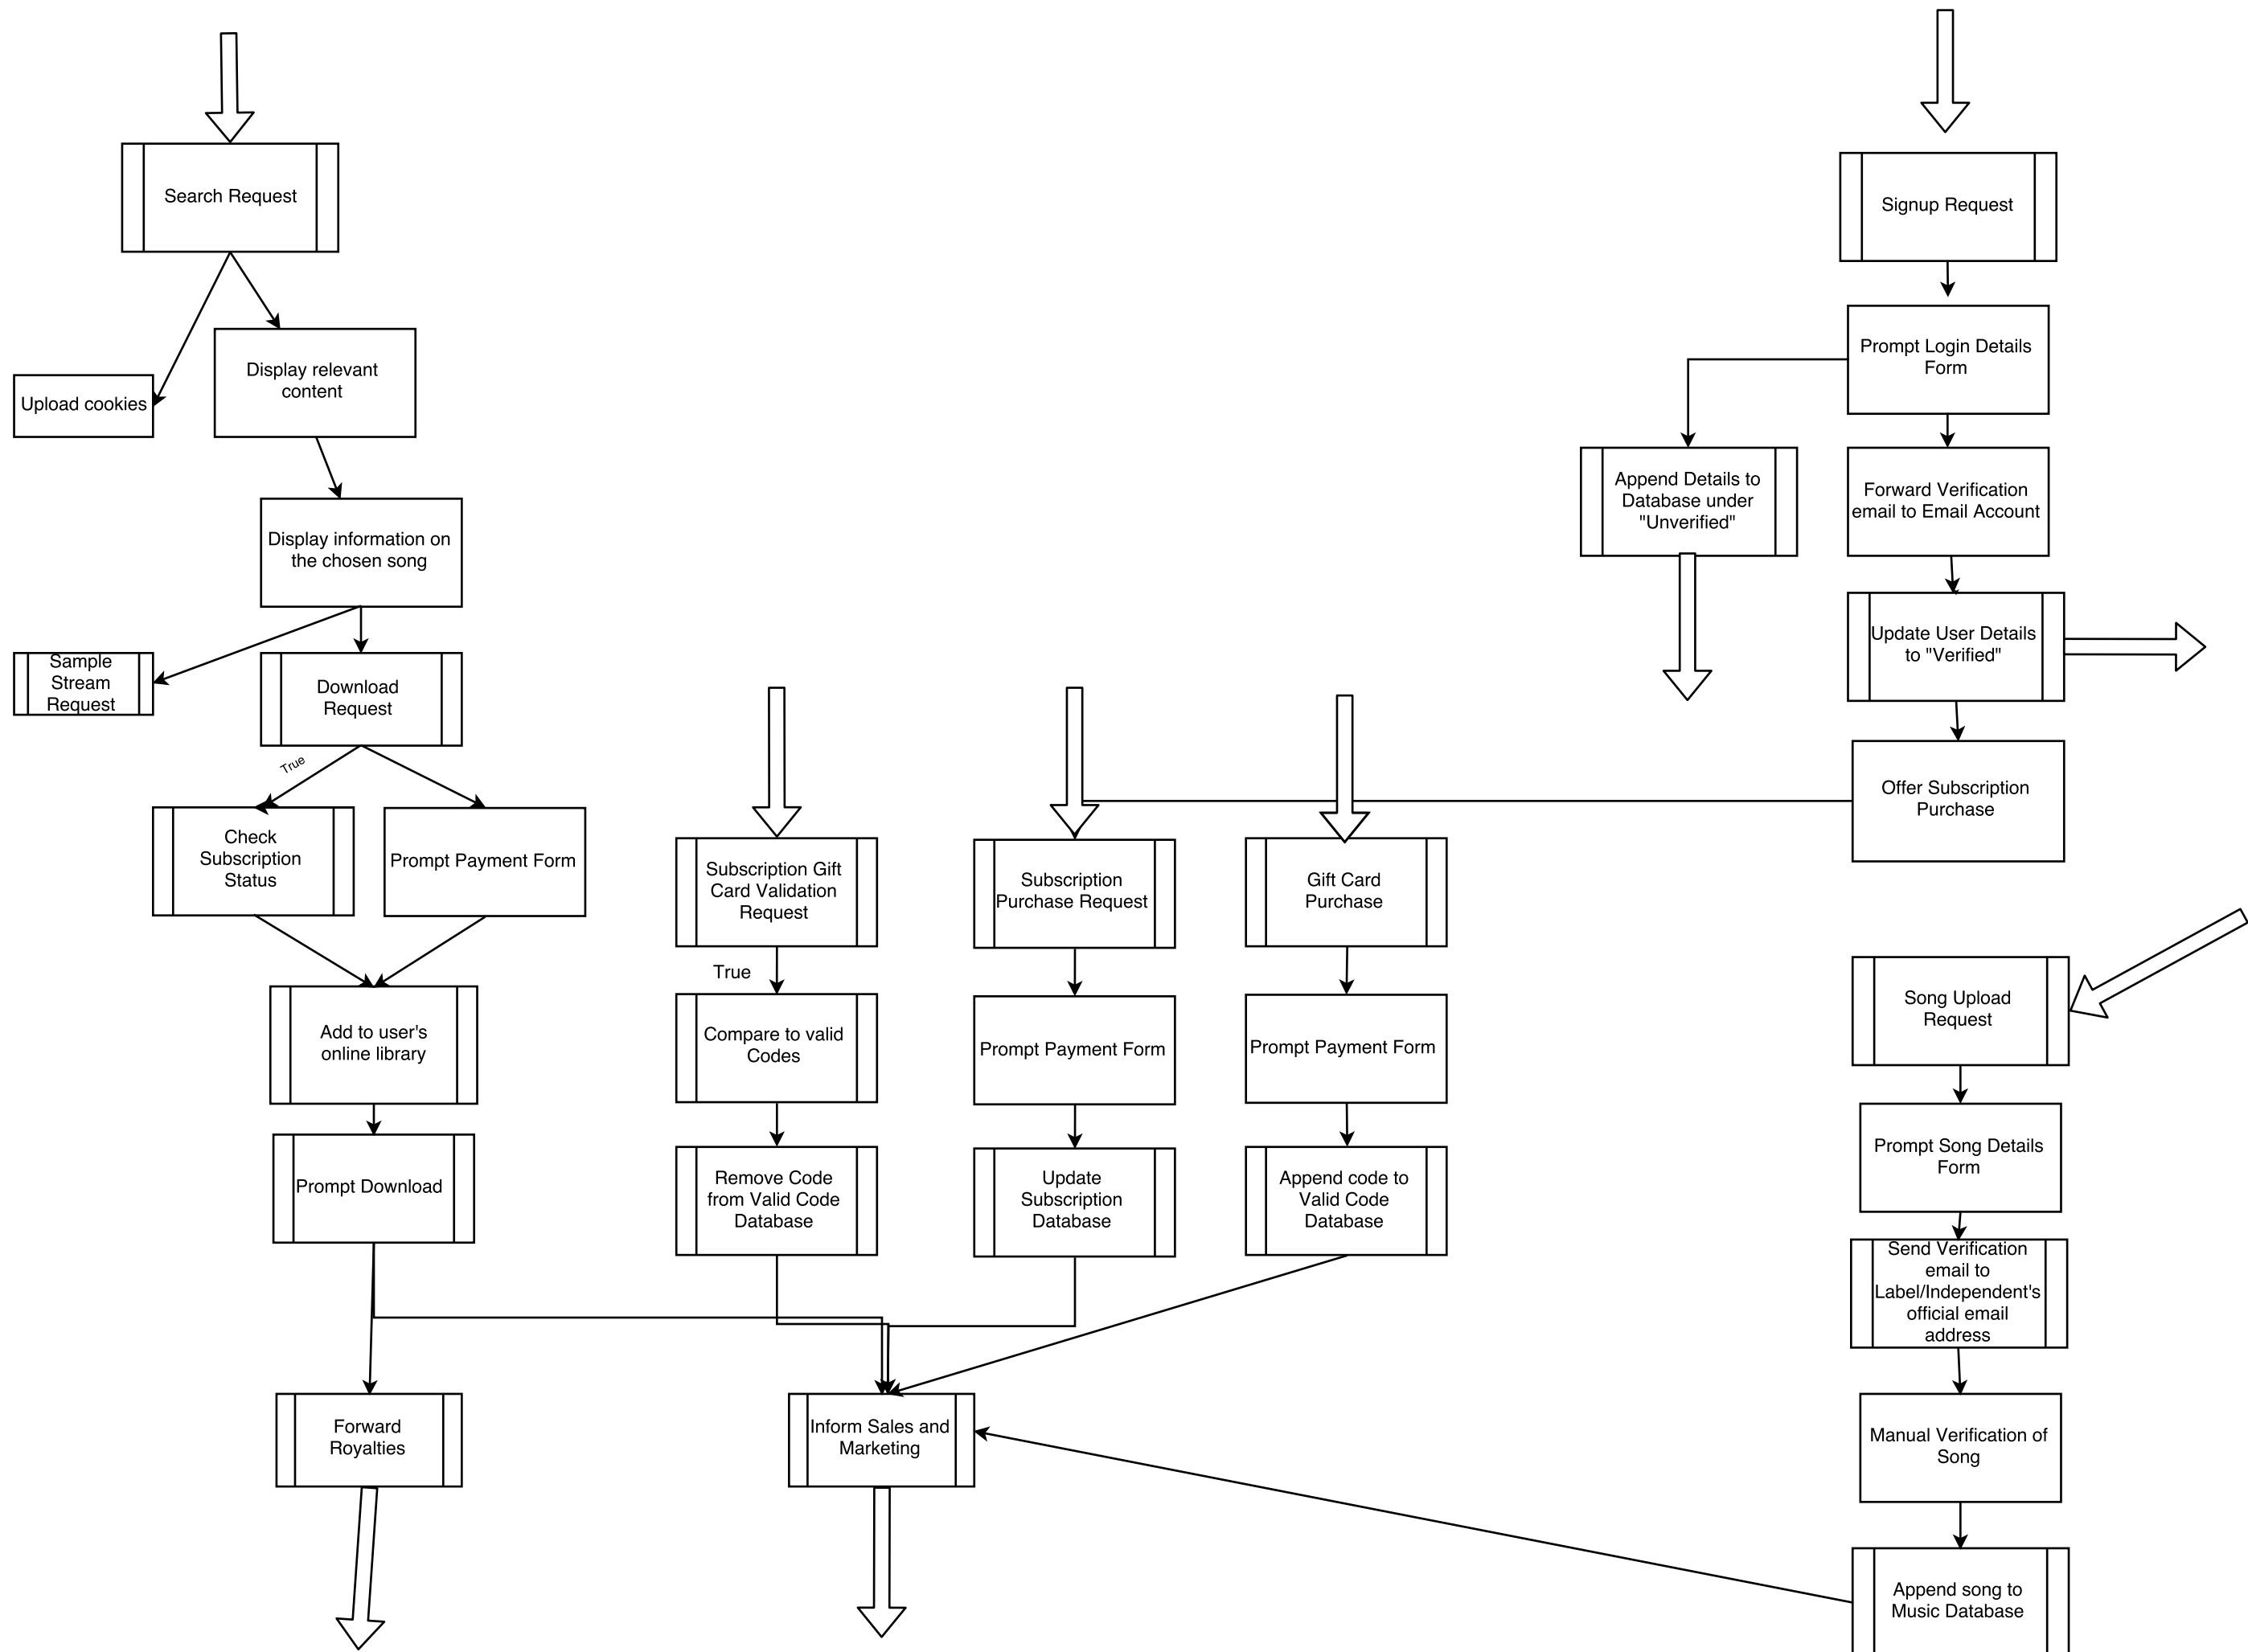 Search Request
Upload cookies
Display relevant
content
Display information on
the chosen song
Sample
Stream
Request
Download
Request
True
Check
Subscription
Status
Prompt Payment Form
Add to user's
online library
Prompt Download
Forward
Royalties
Subscription Gift
Card Validation
Request
True
Compare to valid
Codes
Remove Code
from Valid Code
Database
Subscription
Purchase Request
Prompt Payment Form
Update
Subscription
Database
Gift Card
Purchase
Prompt Payment Form
Append code to
Valid Code
Database
Inform Sales and
Marketing
Signup Request
Prompt Login Details
Form
Append Details to
Database under
"Unverified"
Forward Verification
email to Email Account
Update User Details
to "Verified"
Offer Subscription
Purchase
Song Upload
Request
Prompt Song Details
Form
Send Verification
email to
Label/Independent's
official email
address
Manual Verification of
Song
Append song to
Music Database